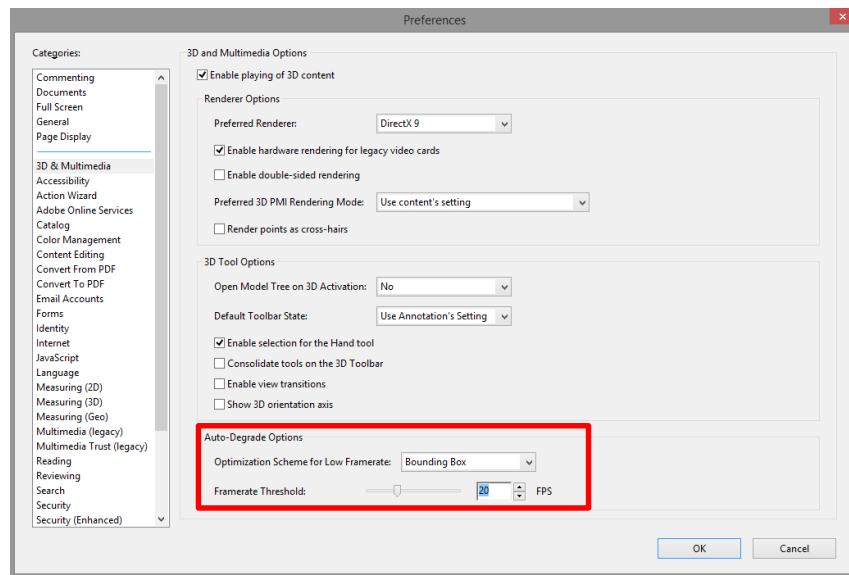 Preferences
Categories:
Commenting
Documents
Full Screen
General
Page Display
3D & Multimedia
Accessibility
Action Wizard
Adobe Online Services
Catalog
Color Management
Content Editing
Convert From PDF
Convert To PDF
Email Accounts
Forms
Identity
Internet
JavaScript
Language
Measuring (2D)
Measuring (3D)
Measuring (Geo)
Multimedia (legacy)
Multimedia Trust (legacy)
Reading
Reviewing
Search
Security
Security (Enhanced)
3D and Multimedia Options
Enable playing of 3D content
Renderer Options
Preferred Renderer: DirectX 9
Enable hardware rendering for legacy video cards
Enable double-sided rendering
Preferred 3D PMI Rendering Mode: Use content's setting
Render points as cross-hairs
3D Tool Options
Open Model Tree on 3D Activation: No
Default Toolbar State: Use Annotation's Setting
Enable selection for the Hand tool
Consolidate tools on the 3D Toolbar
Enable view transitions
Show 3D orientation axis
Auto-Degrade Options
Optimization Scheme for Low Framerate: Bounding Box
Framerate Threshold: 20 FPS
OK Cancel